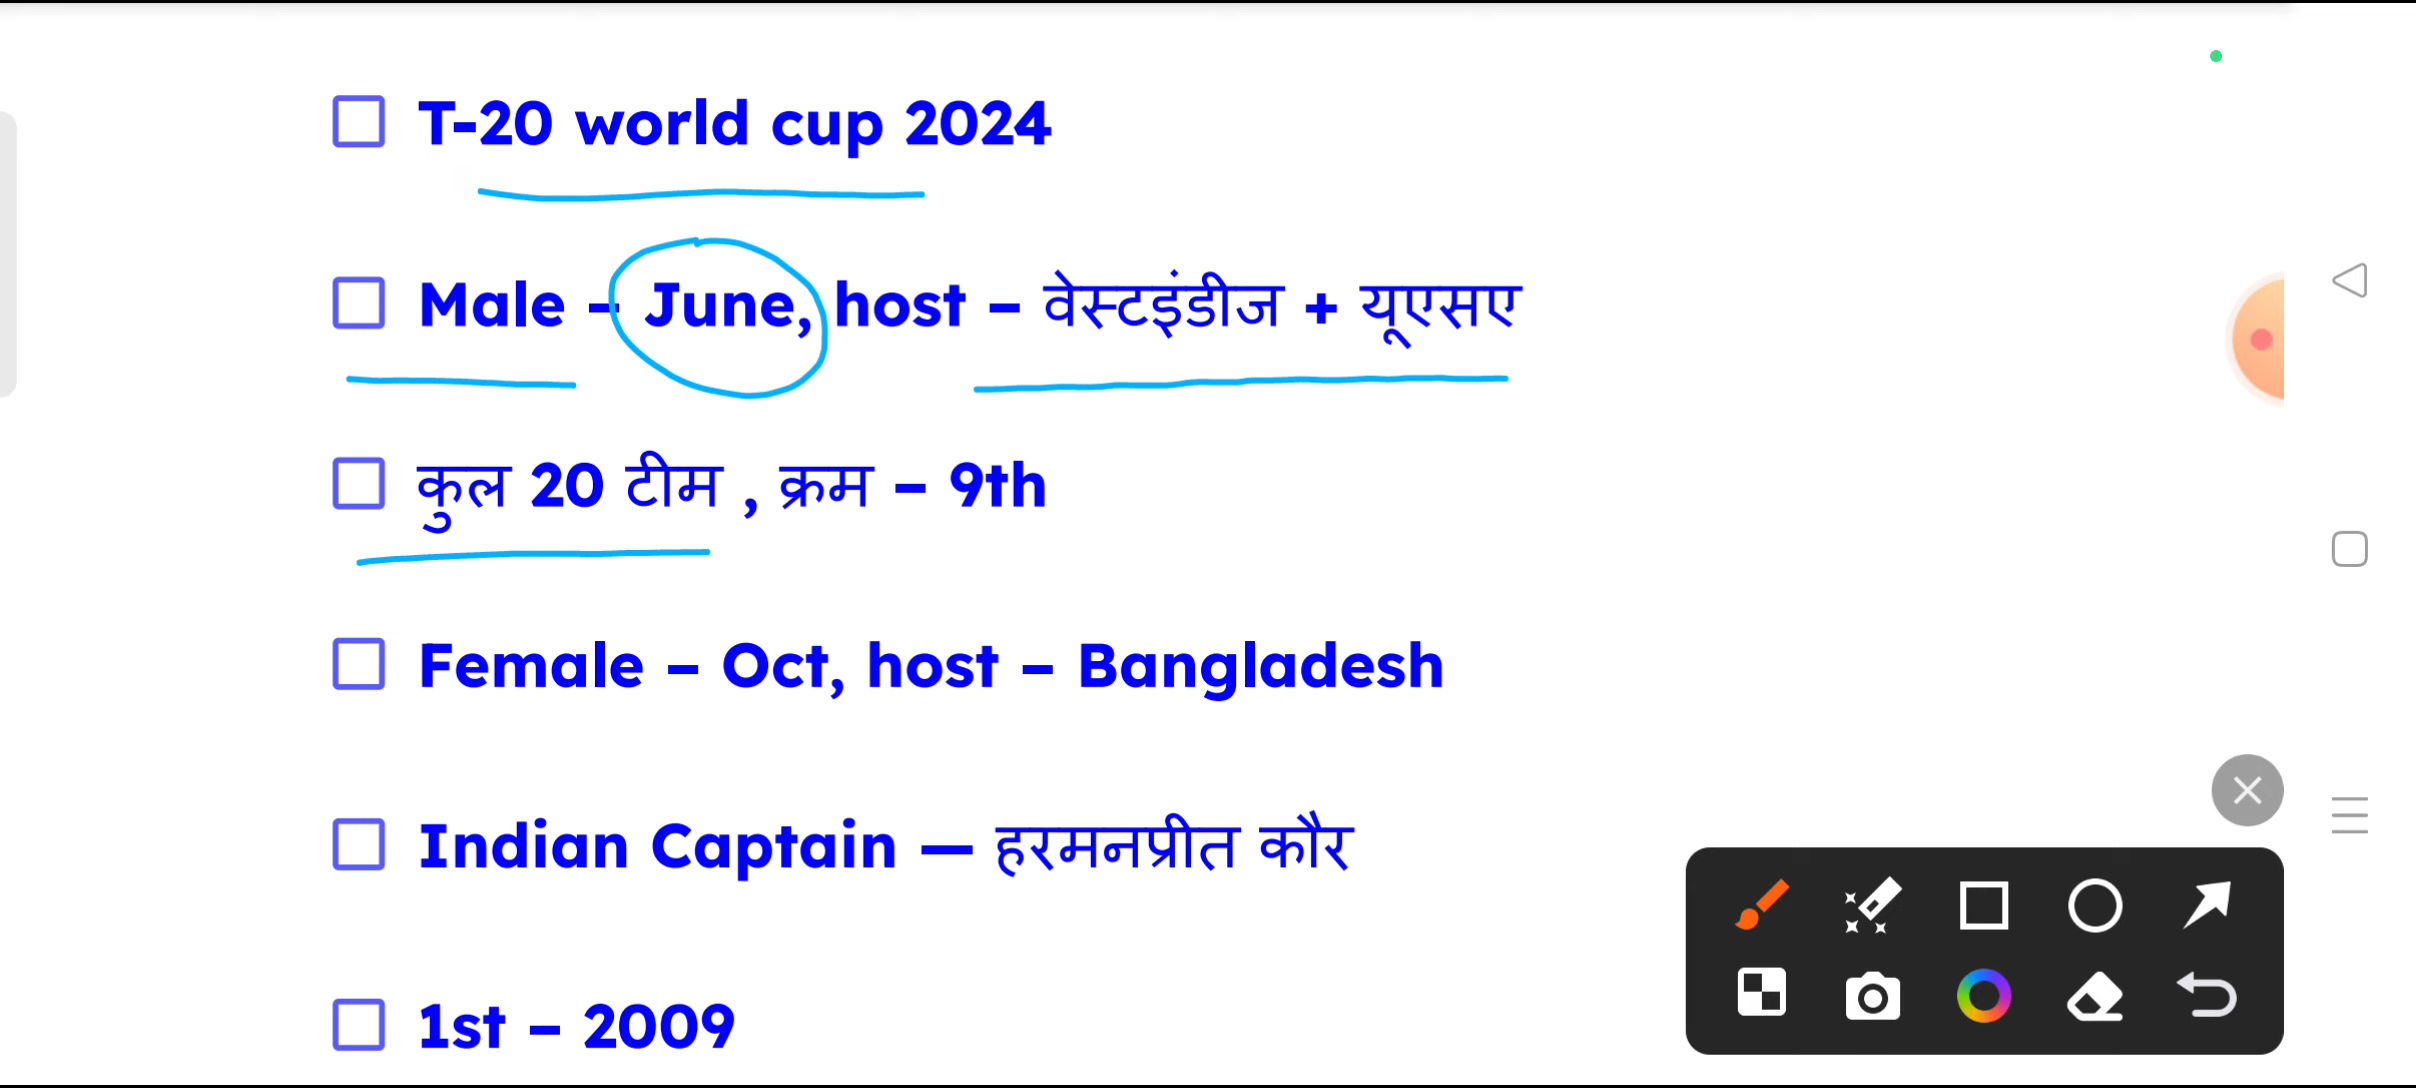 T-20 world cup 2024
Male – June, host – वेस्टइंडीज + यूएसए
कुल 20 टीम , क्रम – 9th
Female – Oct, host – Bangladesh
Indian Captain — हरमनप्रीत कौर
1st – 2009